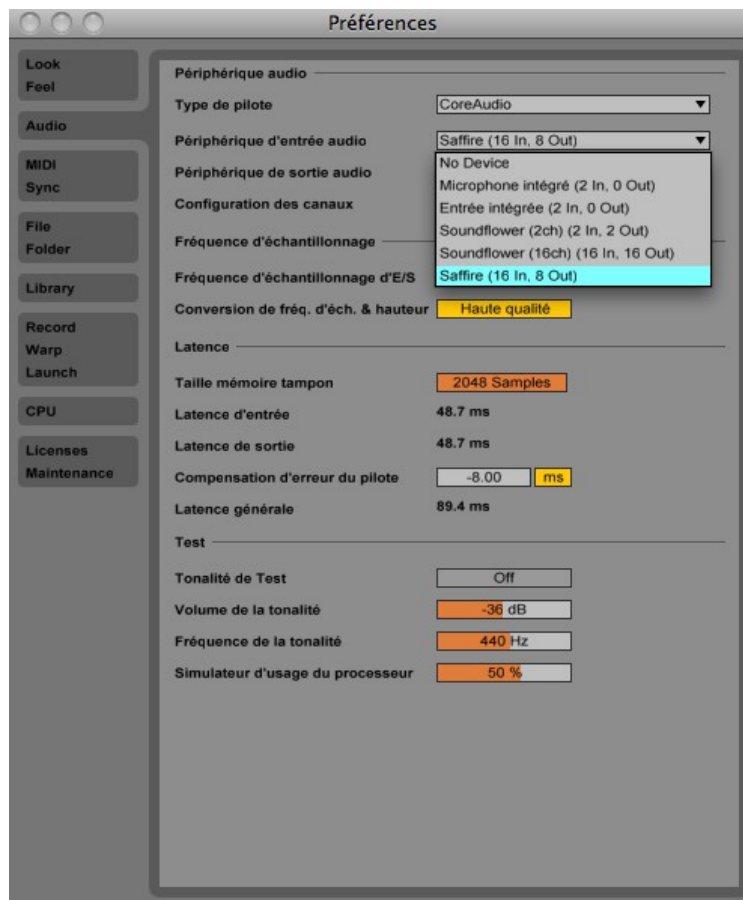 Préférences
Look
Feel
Audio
MIDI
Sync
File
Folder
Library
Record
Warp
Launch
CPU
Licenses
Maintenance
Périphérique audio
Type de pilote CoreAudio
Périphérique d'entrée audio Saffire (16 In, 8 Out)
No Device
Microphone intégré (2 In, 0 Out)
Entrée intégrée (2 In, 0 Out)
Soundflower (2ch) (2 In, 2 Out)
Soundflower (16ch) (16 In, 16 Out)
Saffire (16 In, 8 Out)
Périphérique de sortie audio
Configuration des canaux
Fréquence d'échantillonnage
Fréquence d'échantillonnage d'E/S
Conversion de fréq. d'éch. & hauteur Haute qualité
Latence
Taille mémoire tampon 2048 Samples
Latence d'entrée 48.7 ms
Latence de sortie 48.7 ms
Compensation d'erreur du pilote -8.00 ms
Latence générale 89.4 ms
Test
Tonalité de Test Off
Volume de la tonalité -36 dB
Fréquence de la tonalité 440 Hz
Simulateur d'usage du processeur 50 %